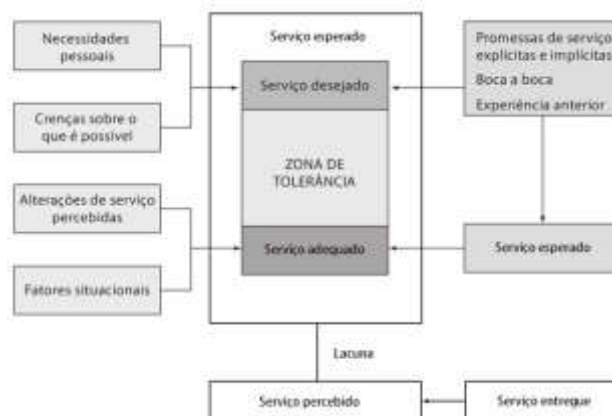 Necessidades
pessoais
Crenças sobre o
que é possível
Alterações de serviço
percebidas
Fatores situacionais
Serviço esperado
Serviço desejado
ZONA DE
TOLERÂNCIA
Serviço adequado
Promessas de serviço
explícitas e implícitas
Boca a boca
Experiência anterior
Serviço esperado
Lacuna
Serviço percebido
Serviço entregue